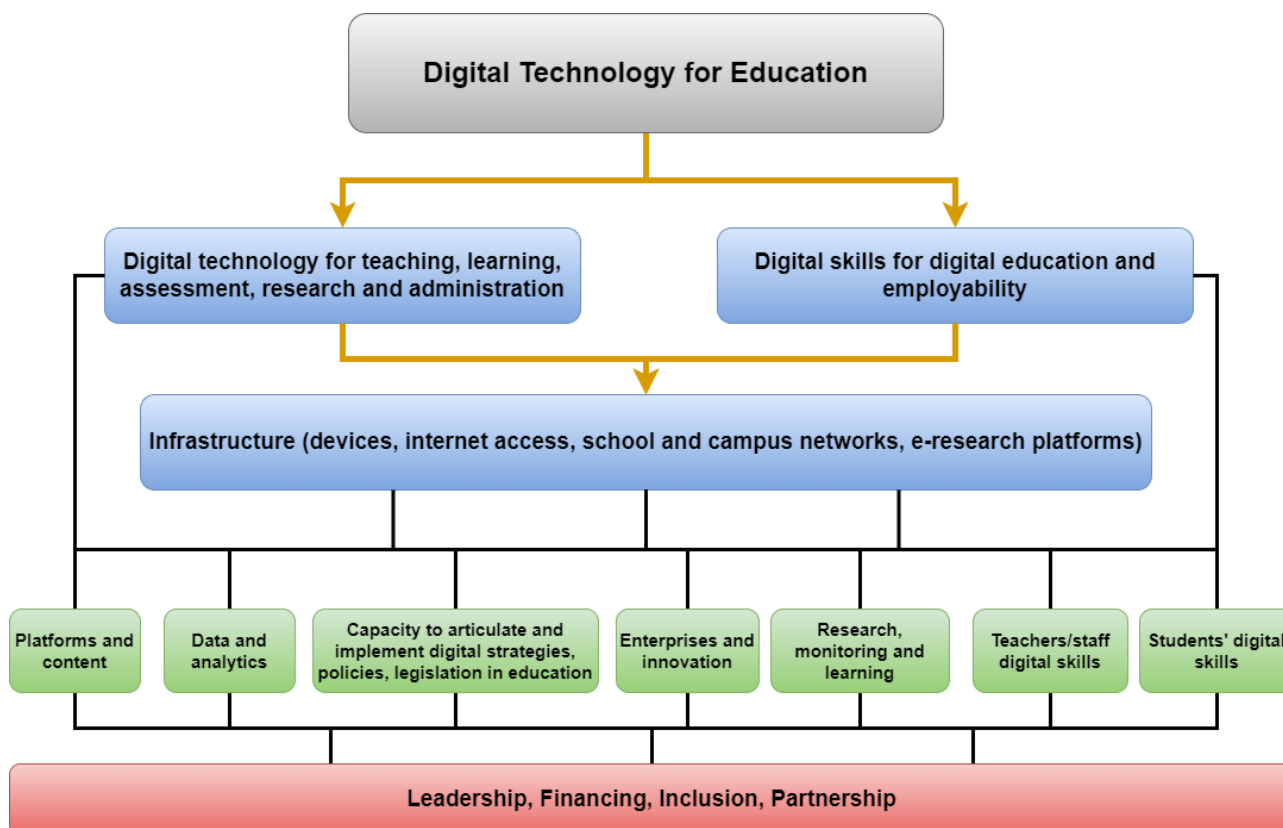 Digital Technology for Education
Digital technology for teaching, learning,
assessment, research and administration
Digital skills for digital education and
employability
Infrastructure (devices, internet access, school and campus networks, e-research platforms)
Platforms and
content
Data and
analytics
Capacity to articulate and
implement digital strategies,
policies, legislation in education
Enterprises and
innovation
Research,
monitoring and
learning
Teachers/staff
digital skills
Students' digital
skills
Leadership, Financing, Inclusion, Partnership